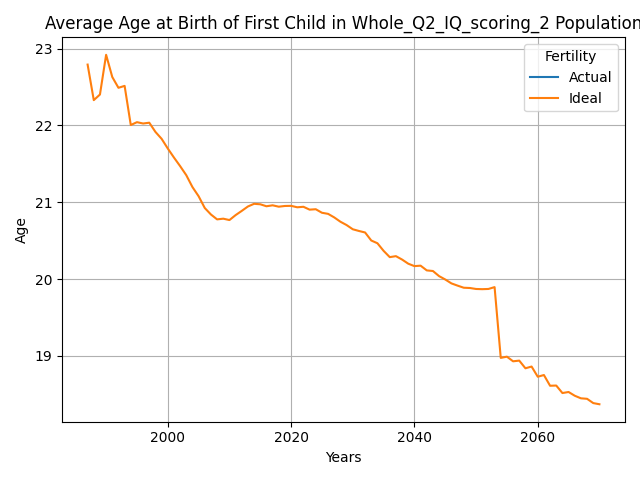 Average Age at Birth of First Child in Whole_Q2_IQ_scoring_2 Population
Fertility
Actual
Ideal
23
22
21
20
19
Age
2000
2020
2040
2060
Years